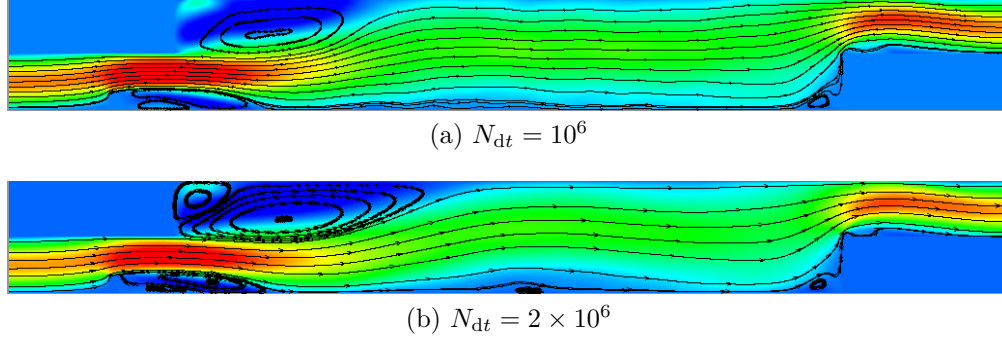 (a) N_dt = 10^6
(b) N_dt = 2 × 10^6